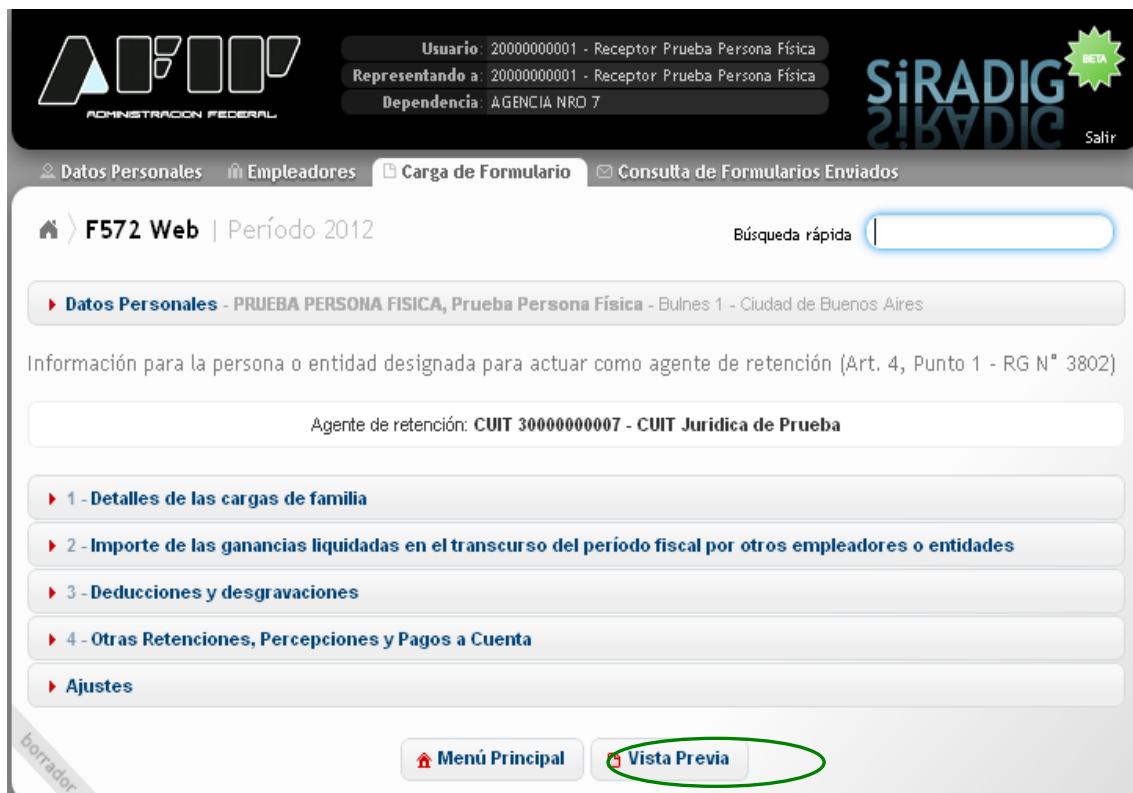 AFIP
ADMINISTRACION FEDERAL
Usuario: 20000000001 - Receptor Prueba Persona Física
Representando a: 20000000001 - Receptor Prueba Persona Física
Dependencia: AGENCIA NRO 7
SiRADIG
BETA
Salir
Datos Personales Empleadores Carga de Formulario Consulta de Formularios Enviados
F572 Web | Período 2012
Búsqueda rápida
Datos Personales - PRUEBA PERSONA FISICA, Prueba Persona Física - Bulnes 1 - Ciudad de Buenos Aires
Información para la persona o entidad designada para actuar como agente de retención (Art. 4, Punto 1 - RG N° 3802)
Agente de retención: CUIT 30000000007 - CUIT Juridica de Prueba
1 - Detalles de las cargas de familia
2 - Importe de las ganancias liquidadas en el transcurso del período fiscal por otros empleadores o entidades
3 - Deducciones y desgravaciones
4 - Otras Retenciones, Percepciones y Pagos a Cuenta
Ajustes
borrador
Menú Principal Vista Previa